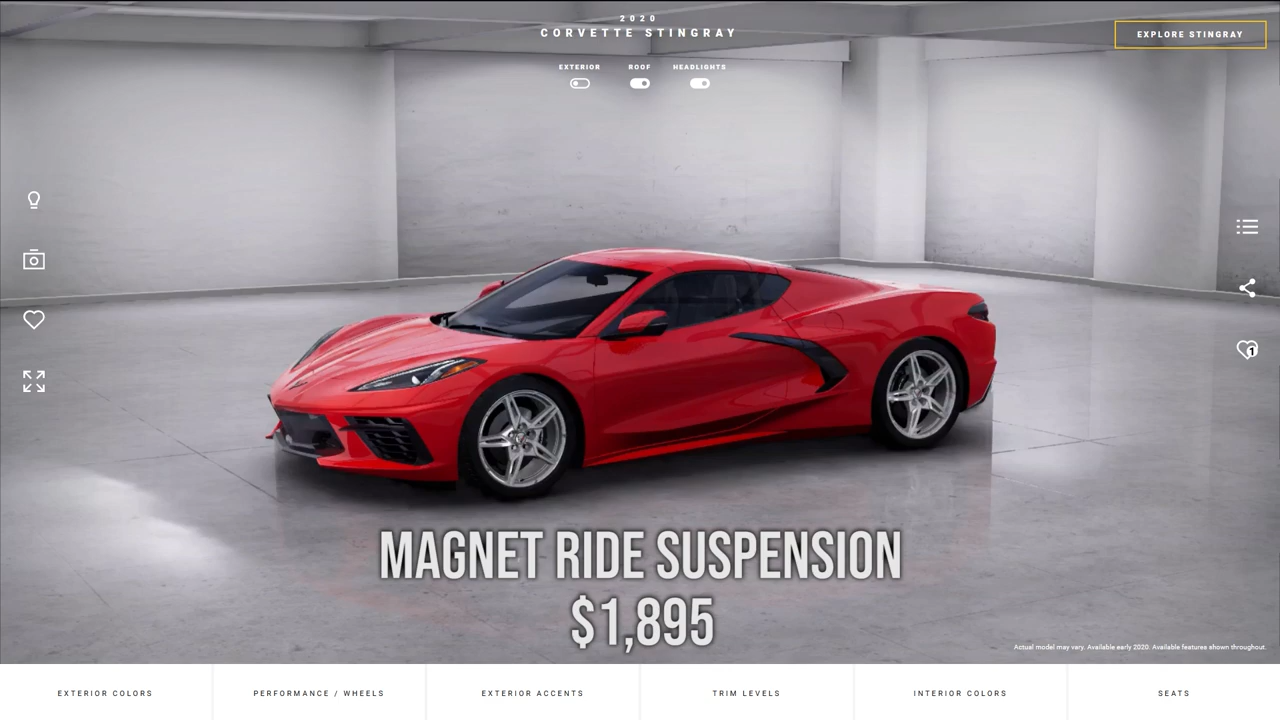 2020
CORVETTE STINGRAY
EXPLORE STINGRAY
EXTERIOR
ROOF
HEADLIGHTS
1
MAGNET RIDE SUSPENSION
$1,895
Actual model may vary. Available early 2020. Available features shown throughout.
EXTERIOR COLORS
PERFORMANCE / WHEELS
EXTERIOR ACCENTS
TRIM LEVELS
INTERIOR COLORS
SEATS